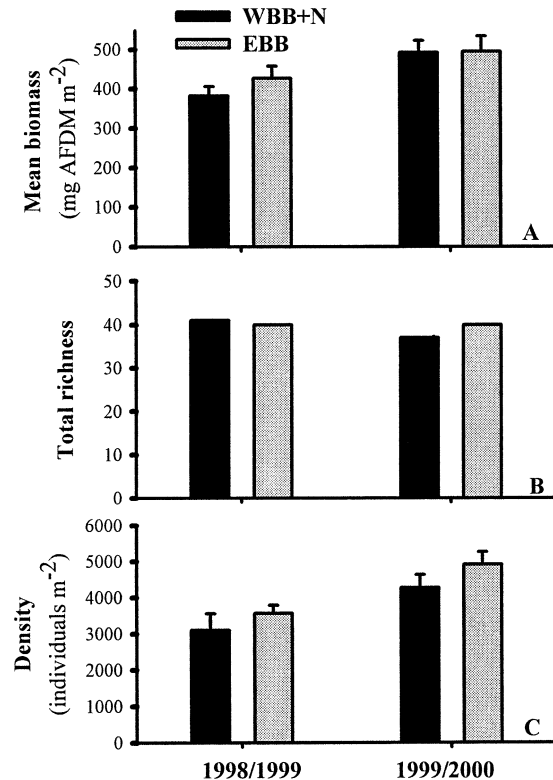 WBB+N
EBB
Mean biomass
(mg AFDM m-2)
500
400
300
200
100
0
A
Total richness
50
40
30
20
10
0
B
Density
(individuals m-2)
6000
5000
4000
3000
2000
1000
0
C
1998/1999
1999/2000